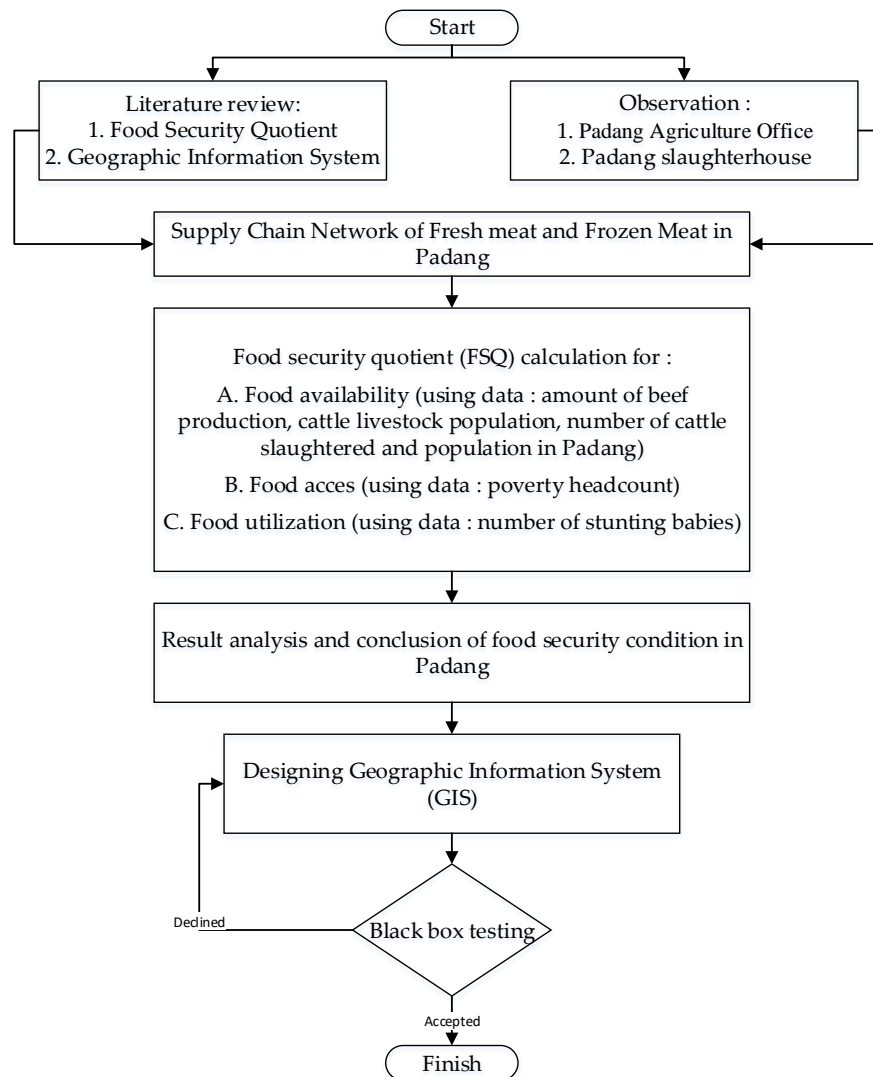 Start
Literature review:
1. Food Security Quotient
2. Geographic Information System
Observation :
1. Padang Agriculture Office
2. Padang slaughterhouse
Supply Chain Network of Fresh meat and Frozen Meat in
Padang
Food security quotient (FSQ) calculation for :
A. Food availability (using data : amount of beef
production, cattle livestock population, number of cattle
slaughtered and population in Padang)
B. Food acces (using data : poverty headcount)
C. Food utilization (using data : number of stunting babies)
Result analysis and conclusion of food security condition in
Padang
Designing Geographic Information System
(GIS)
Black box testing
Declined
Accepted
Finish